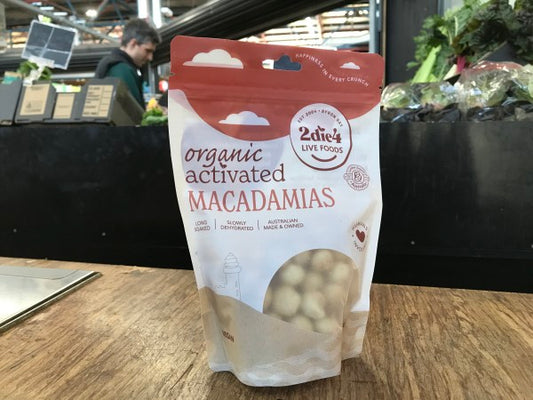 HAPPINESS IN EVERY CRUNCH
EST 2004 • BYRON BAY
2die4
LIVE FOODS
organic
activated
MACADAMIAS
LONG
SOAKED
SLOWLY
DEHYDRATED
AUSTRALIAN
MADE & OWNED